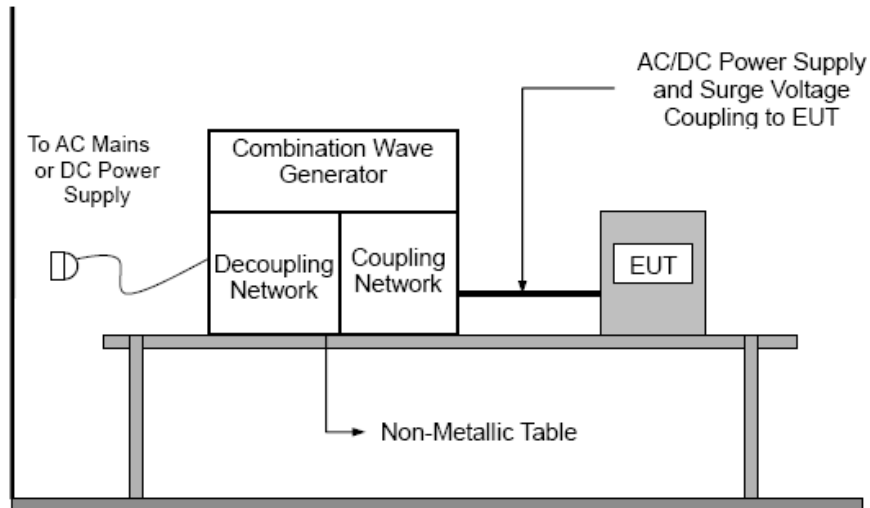 AC/DC Power Supply
and Surge Voltage
Coupling to EUT
To AC Mains
or DC Power
Supply
Combination Wave
Generator
Decoupling
Network
Coupling
Network
EUT
Non-Metallic Table